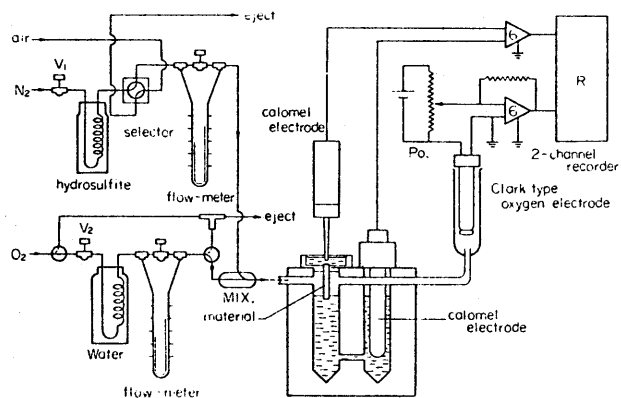 eject
air
V1
N2
selector
hydrosulfite
flow-meter
calomel
electrode
6
6
R
Po.
2-channel
recorder
Clark type
oxygen electrode
eject
V2
O2
MIX.
material
Water
calomel
electrode
flow-meter